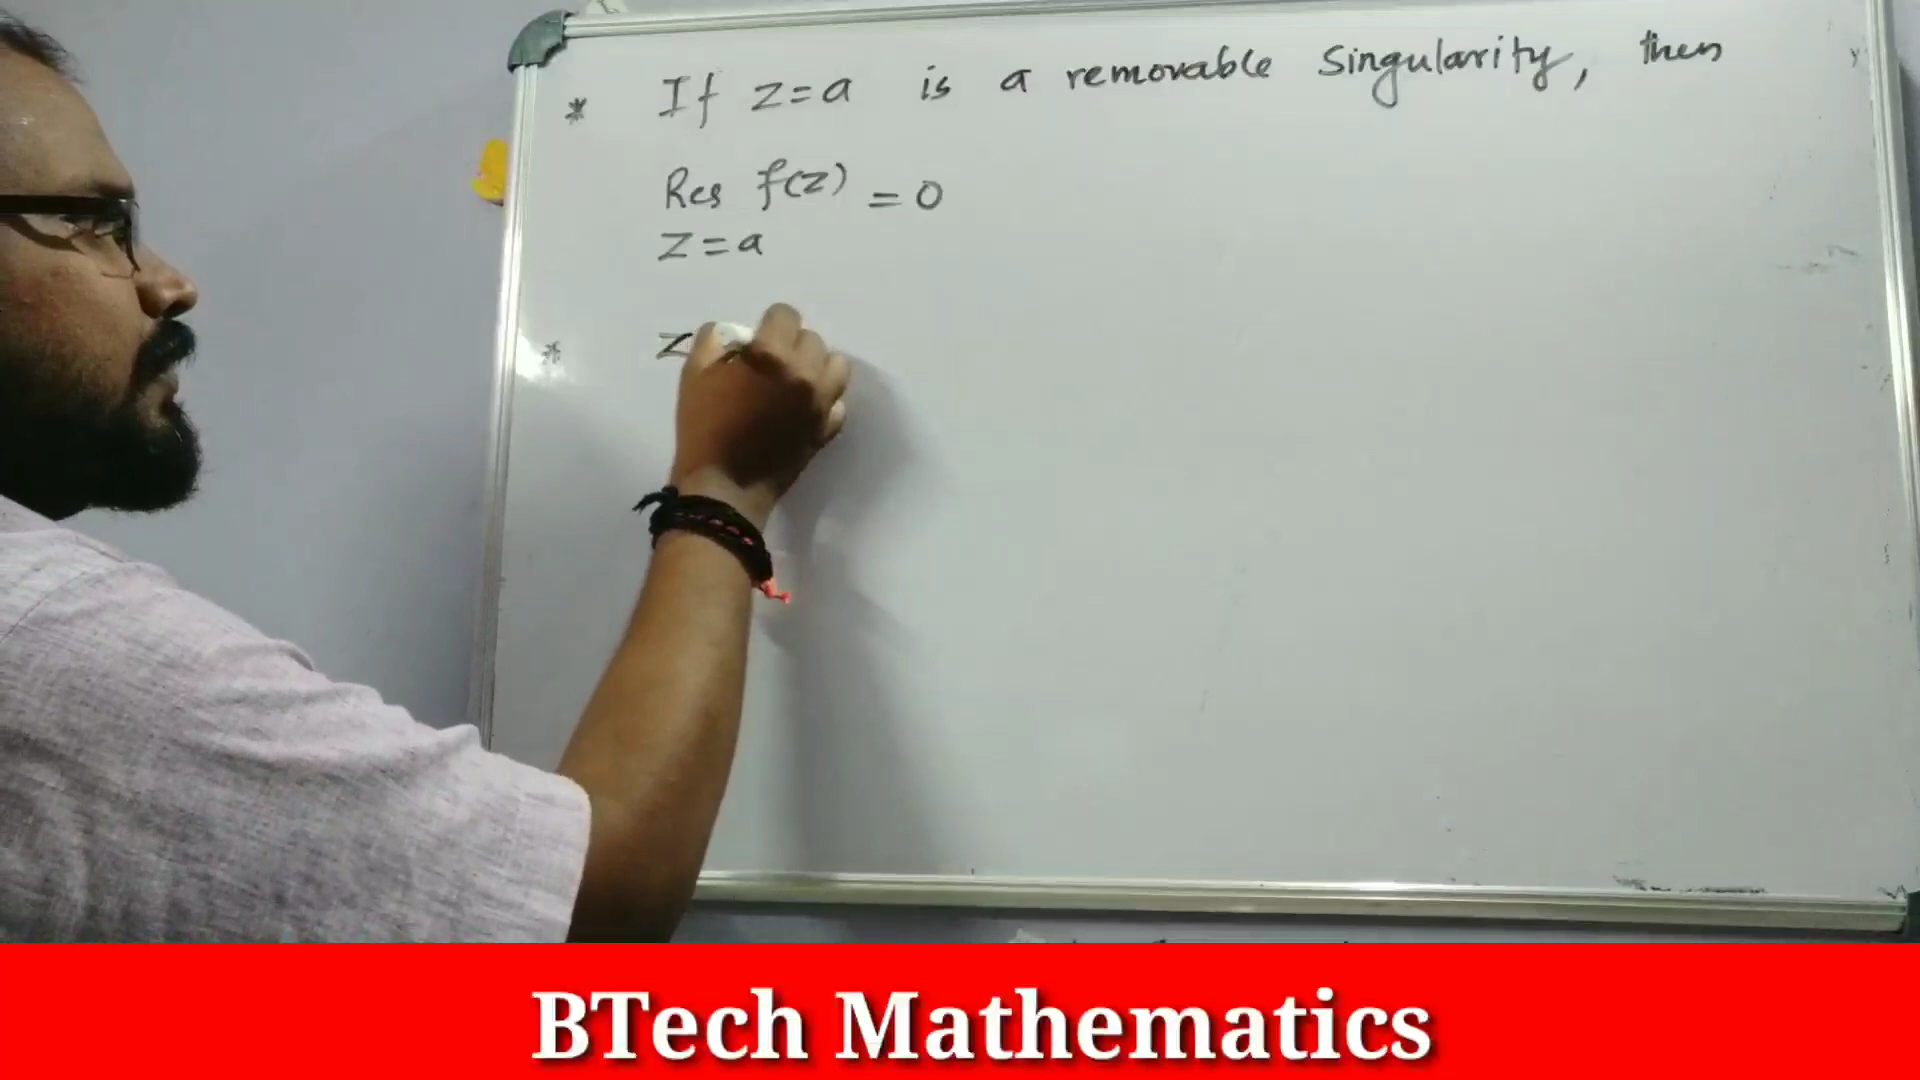 * If z=a is a removable singularity, then
Res f(z) = 0
z=a
* z
BTech Mathematics